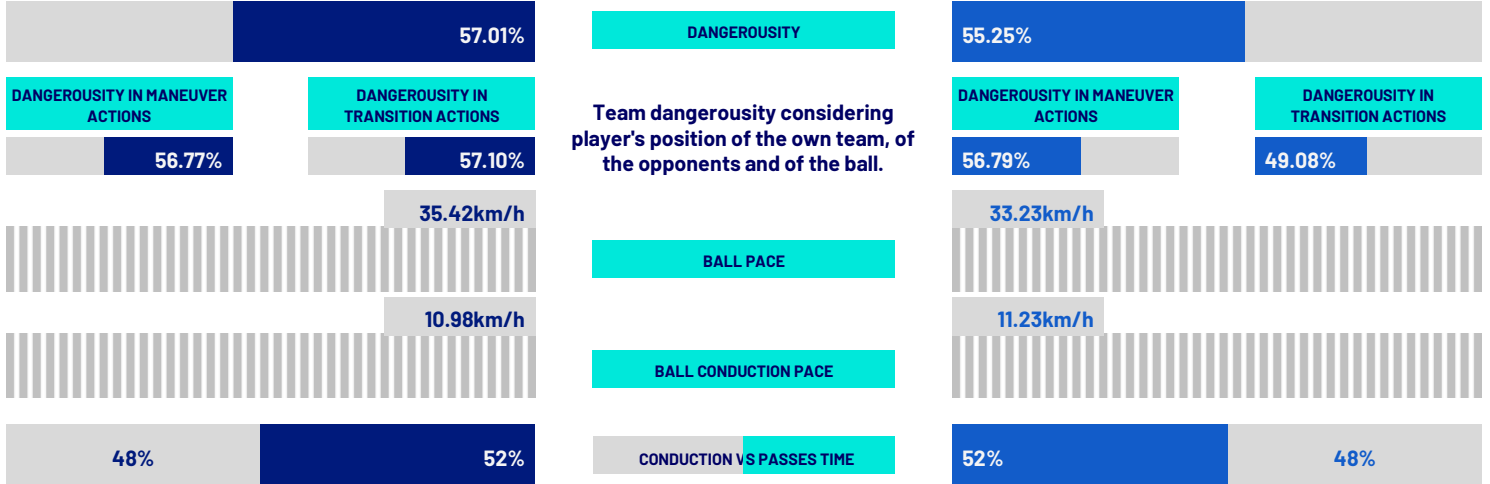 57.01%
DANGEROUSITY
55.25%
DANGEROUSITY IN MANEUVER
ACTIONS
DANGEROUSITY IN
TRANSITION ACTIONS
56.77%
57.10%
Team dangerousity considering
player's position of the own team, of
the opponents and of the ball.
DANGEROUSITY IN MANEUVER
ACTIONS
DANGEROUSITY IN
TRANSITION ACTIONS
56.79%
49.08%
35.42km/h
BALL PACE
33.23km/h
10.98km/h
BALL CONDUCTION PACE
11.23km/h
48%
52%
CONDUCTION VS PASSES TIME
52%
48%